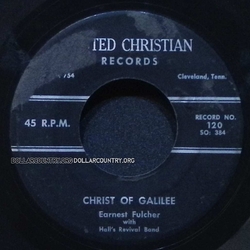 TED CHRISTIAN
RECORDS
754
Cleveland, Tenn.
45 R.P.M.
RECORD NO.
120
SO: 384
DOLLARCOUNTRY.ORG DOLLARCOUNTRY.ORG
CHRIST OF GALILEE
Earnest Fulcher
with
Hall's Revival Band